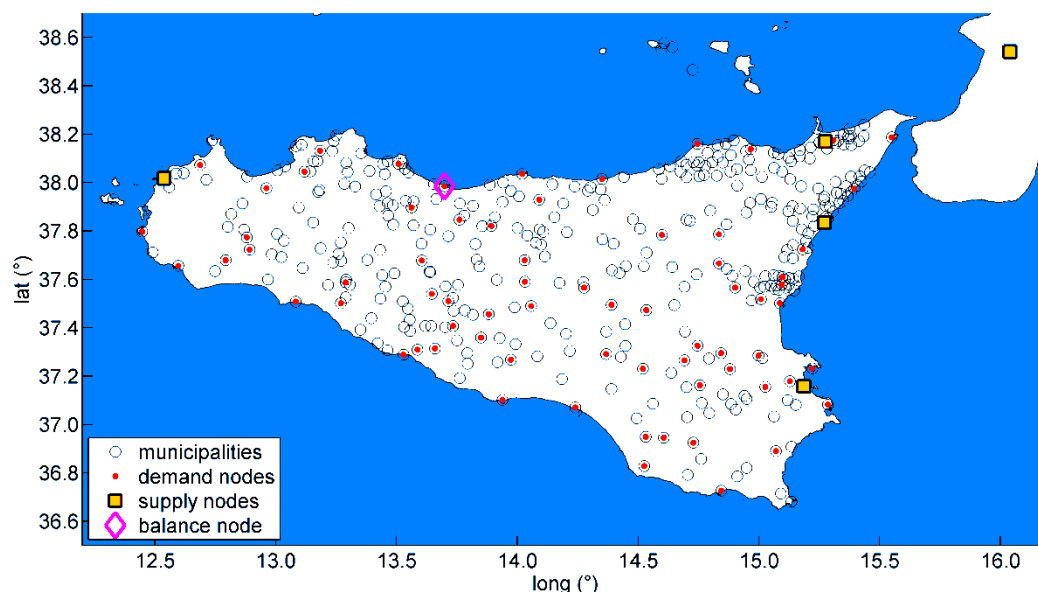 38.6
38.4
38.2
38.0
37.8
37.6
37.4
37.2
37.0
36.8
36.6
lat (°)
municipalities
demand nodes
supply nodes
balance node
12.5 13.0 13.5 14.0 14.5 15.0 15.5 16.0
long (°)